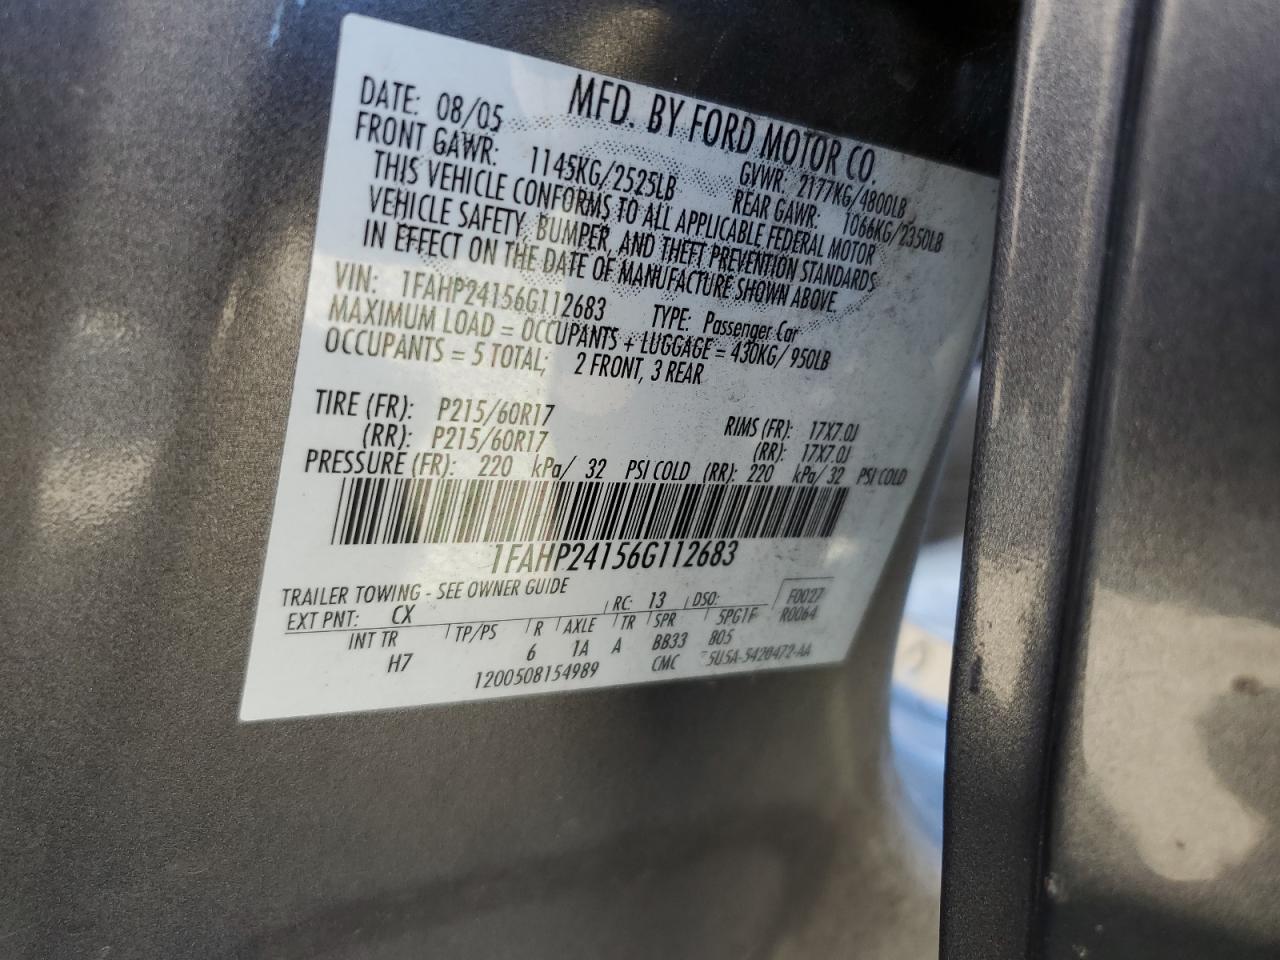 MFD. BY FORD MOTOR CO.
DATE: 08/05 GVWR: 2177KG/4800LB
FRONT GAWR: 1145KG/2525LB REAR GAWR: 1066KG/2350LB
THIS VEHICLE CONFORMS TO ALL APPLICABLE FEDERAL MOTOR
VEHICLE SAFETY, BUMPER, AND THEFT PREVENTION STANDARDS
IN EFFECT ON THE DATE OF MANUFACTURE SHOWN ABOVE.
VIN: 1FAHP24156G112683 TYPE: Passenger Car
MAXIMUM LOAD = OCCUPANTS + LUGGAGE = 430KG/ 950LB
OCCUPANTS = 5 TOTAL; 2 FRONT, 3 REAR
TIRE (FR): P215/60R17 RIMS (FR): 17X7.0J
(RR): P215/60R17 (RR): 17X7.0J
PRESSURE (FR): 220 kPa/ 32 PSI COLD (RR): 220 kPa/ 32 PSI COLD
1FAHP24156G112683
TRAILER TOWING - SEE OWNER GUIDE
EXT PNT: CX RC: 13 DSO: F0027
INT TR TP/PS R AXLE TR SPR 5PG1F R0064
H7 6 1A A BB33 805
1200508154989 CMC 5U5A-5420472-AA